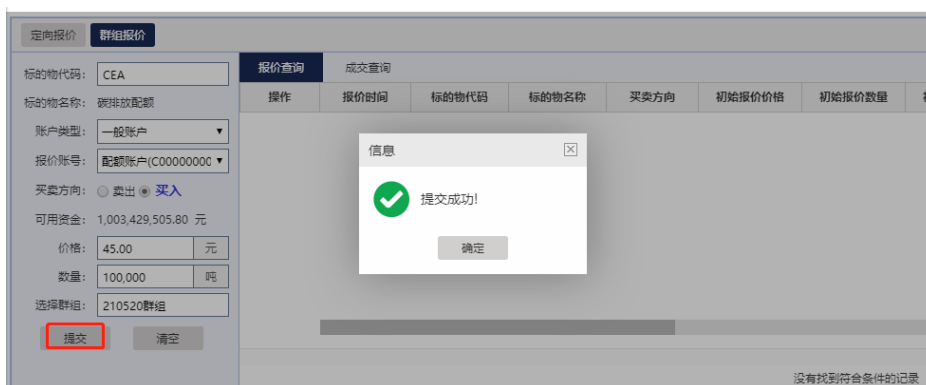 定向报价 群组报价
标的物代码： CEA
标的物名称： 碳排放配额
账户类型： 一般账户
报价账号： 配额账户(C00000000
买卖方向： 卖出 买入
可用资金： 1,003,429,505.80 元
价格： 45.00 元
数量： 100,000 吨
选择群组： 210520群组
提交 清空
报价查询 成交查询
操作 报价时间 标的物代码 标的物名称 买卖方向 初始报价价格 初始报价数量
信息
提交成功!
确定
没有找到符合条件的记录